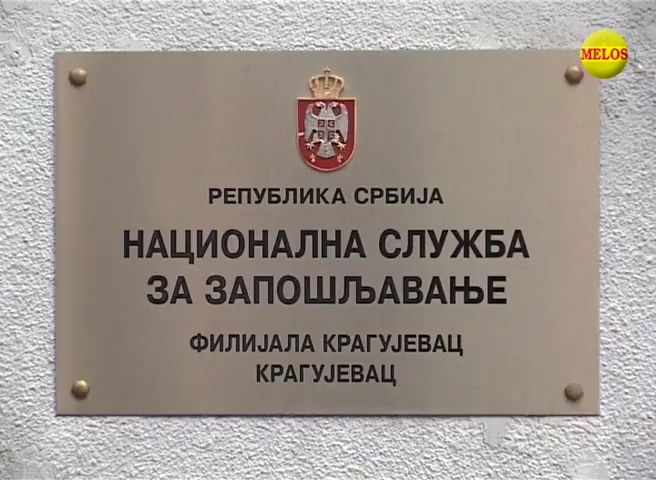 MELOS
РЕПУБЛИКА СРБИЈА
НАЦИОНАЛНА СЛУЖБА
ЗА ЗАПОШЉАВАЊЕ
ФИЛИЈАЛА КРАГУЈЕВАЦ
КРАГУЈЕВАЦ